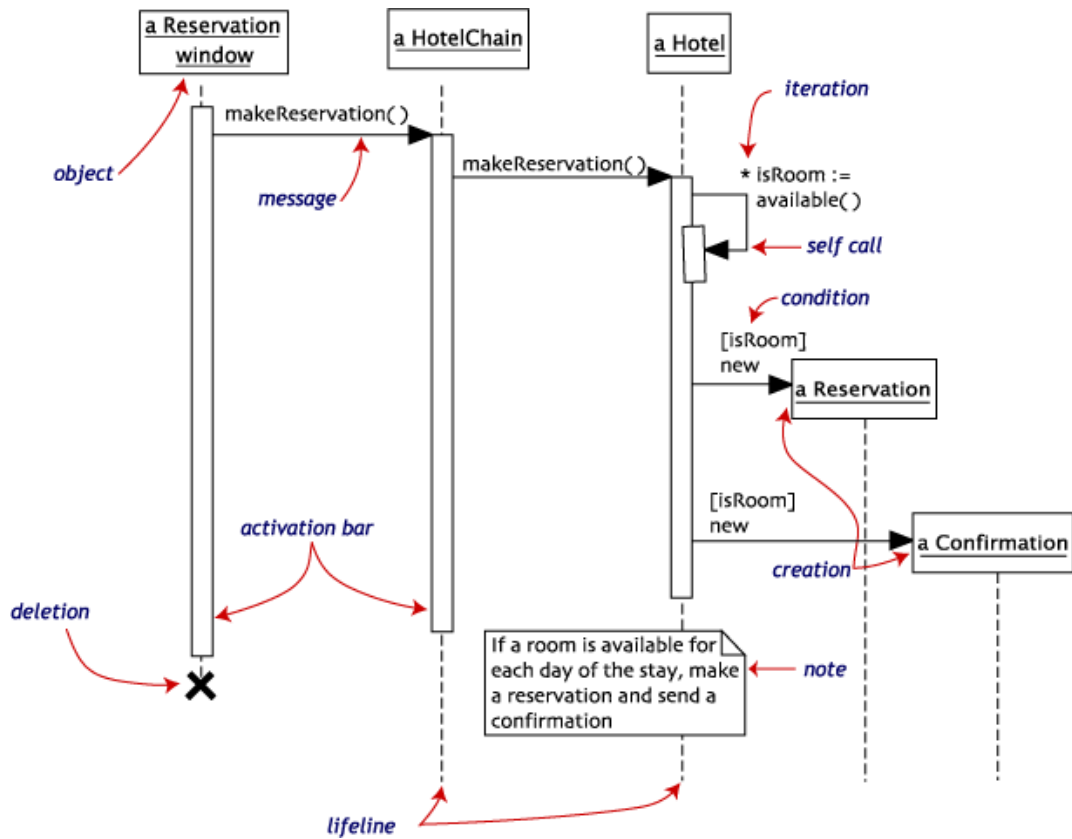 a Reservation
window
a HotelChain
a Hotel
iteration
makeReservation()
makeReservation()
* isRoom :=
available()
object
message
self call
condition
[isRoom]
new
a Reservation
[isRoom]
new
activation bar
a Confirmation
creation
deletion
If a room is available for
each day of the stay, make
a reservation and send a
confirmation
note
lifeline